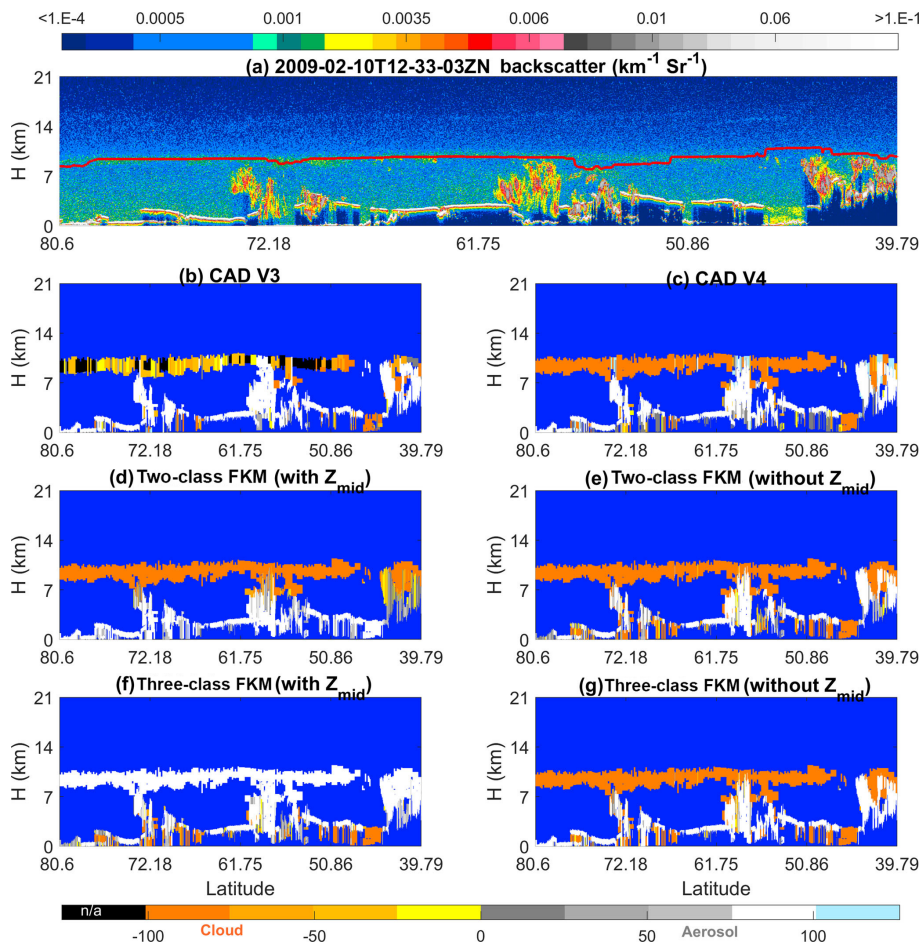 <1.E-4 0.0005 0.001 0.0035 0.006 0.01 0.06 >1.E-1
(a) 2009-02-10T12-33-03ZN backscatter (km⁻¹ Sr⁻¹)
21
14
7
0
H (km)
80.6 72.18 61.75 50.86 39.79
(b) CAD V3
21
14
7
0
H (km)
80.6 72.18 61.75 50.86 39.79
(c) CAD V4
21
14
7
0
H (km)
80.6 72.18 61.75 50.86 39.79
(d) Two-class FKM (with Z_mid)
21
14
7
0
H (km)
80.6 72.18 61.75 50.86 39.79
(e) Two-class FKM (without Z_mid)
21
14
7
0
H (km)
80.6 72.18 61.75 50.86 39.79
(f) Three-class FKM (with Z_mid)
21
14
7
0
H (km)
80.6 72.18 61.75 50.86 39.79
Latitude
(g) Three-class FKM (without Z_mid)
21
14
7
0
H (km)
80.6 72.18 61.75 50.86 39.79
Latitude
n/a
-100 Cloud -50 0 50 Aerosol 100